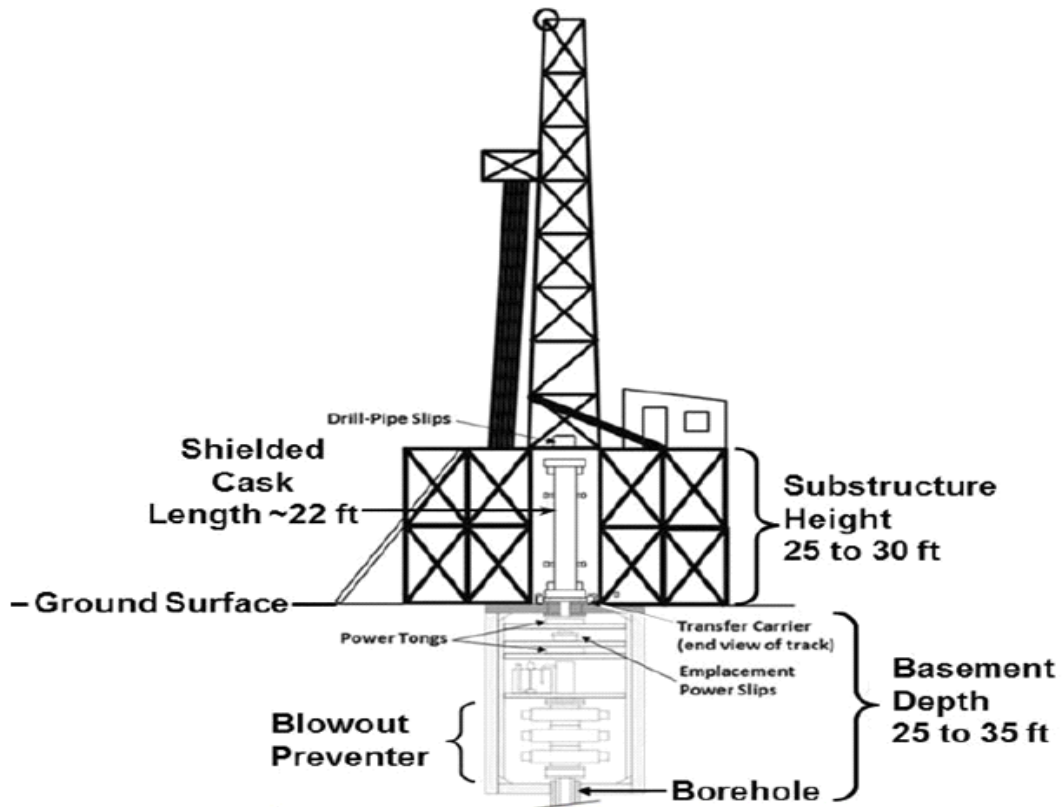 Drill-Pipe Slips
Shielded
Cask
Length ~22 ft
Substructure
Height
25 to 30 ft
Ground Surface
Power Tongs
Transfer Carrier
(end view of track)
Emplacement
Power Slips
Basement
Depth
25 to 35 ft
Blowout
Preventer
Borehole